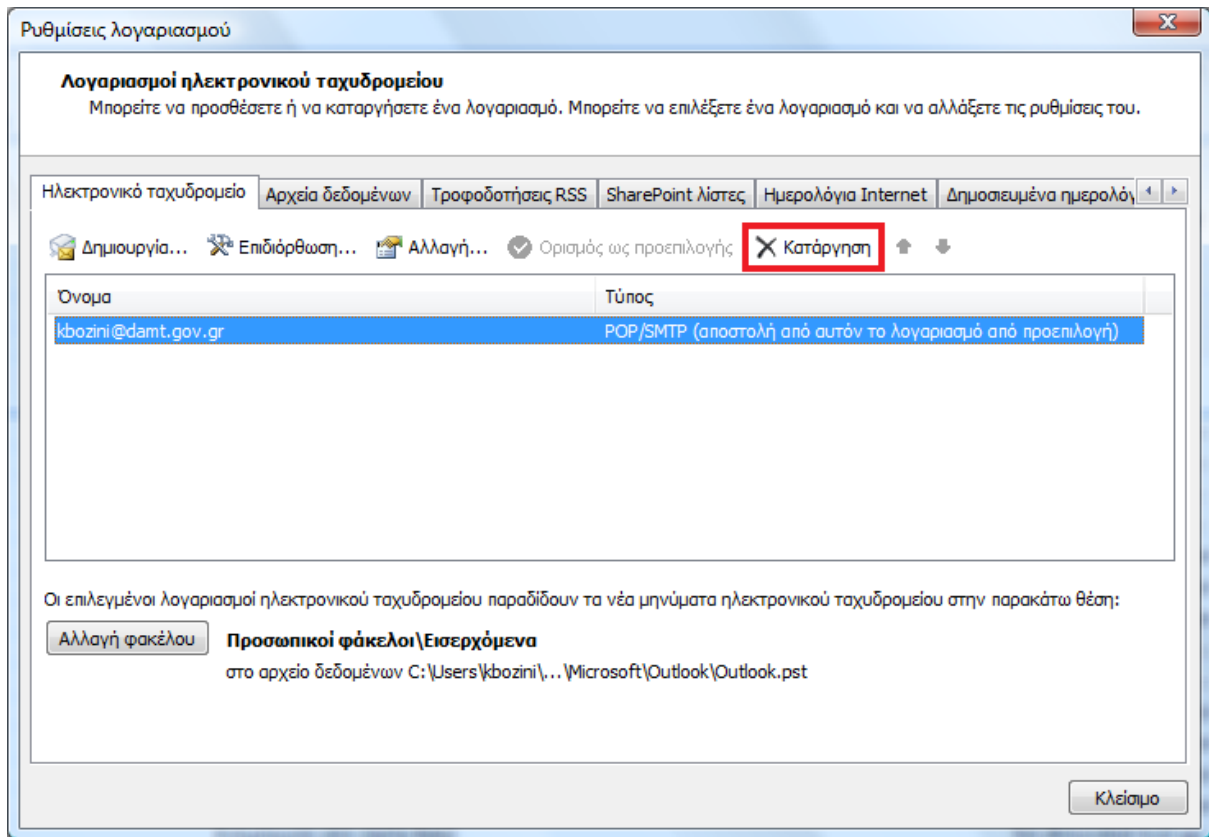 Ρυθμίσεις λογαριασμού
Λογαριασμοί ηλεκτρονικού ταχυδρομείου
Μπορείτε να προσθέσετε ή να καταργήσετε ένα λογαριασμό. Μπορείτε να επιλέξετε ένα λογαριασμό και να αλλάξετε τις ρυθμίσεις του.
Ηλεκτρονικό ταχυδρομείο Αρχεία δεδομένων Τροφοδοτήσεις RSS SharePoint λίστες Ημερολόγια Internet Δημοσιευμένα
Δημιουργία... Επιδιόρθωση... Αλλαγή... Ορισμός ως προεπιλογής Κατάργηση
Όνομα Τύπος
kbozini@damt.gov.gr POP/SMTP (αποστολή από αυτόν το λογαριασμό από προεπιλογή)
Οι επιλεγμένοι λογαριασμοί ηλεκτρονικού ταχυδρομείου παραδίδουν τα νέα μηνύματα ηλεκτρονικού ταχυδρομείου στην παρακάτω θέση:
Αλλαγή φακέλου Προσωπικοί φάκελοι\Εισερχόμενα
στο αρχείο δεδομένων C:\Users\kbozini\...\Microsoft\Outlook\Outlook.pst
Κλείσιμο